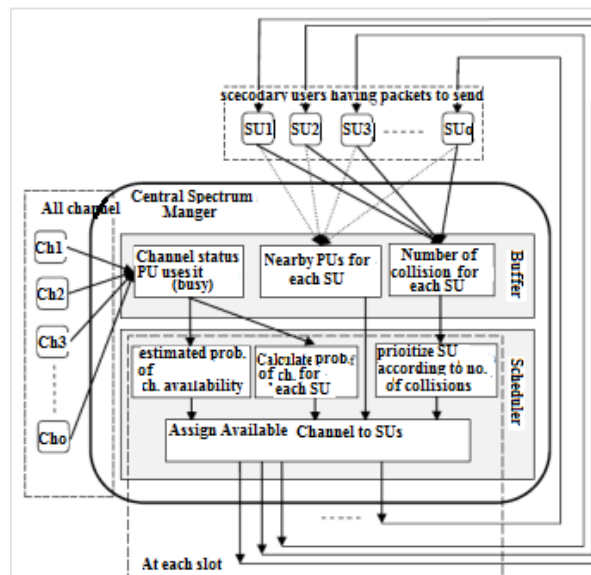 scecodary users having packets to send
SU1 SU2 SU3 SUq
Central Spectrum
Manger
All channel
Ch1
Ch2
Ch3
Cho
Channel status
PU uses it
(busy)
Nearby PUs for
each SU
Number of
collision for
each SU
Buffer
estimated prob.
of
ch. availability
Calculate prob.
of ch. for
each SU
prioitize SU
according to no.
of collisions
Scheduler
Assign Available Channel to SUs
At each slot